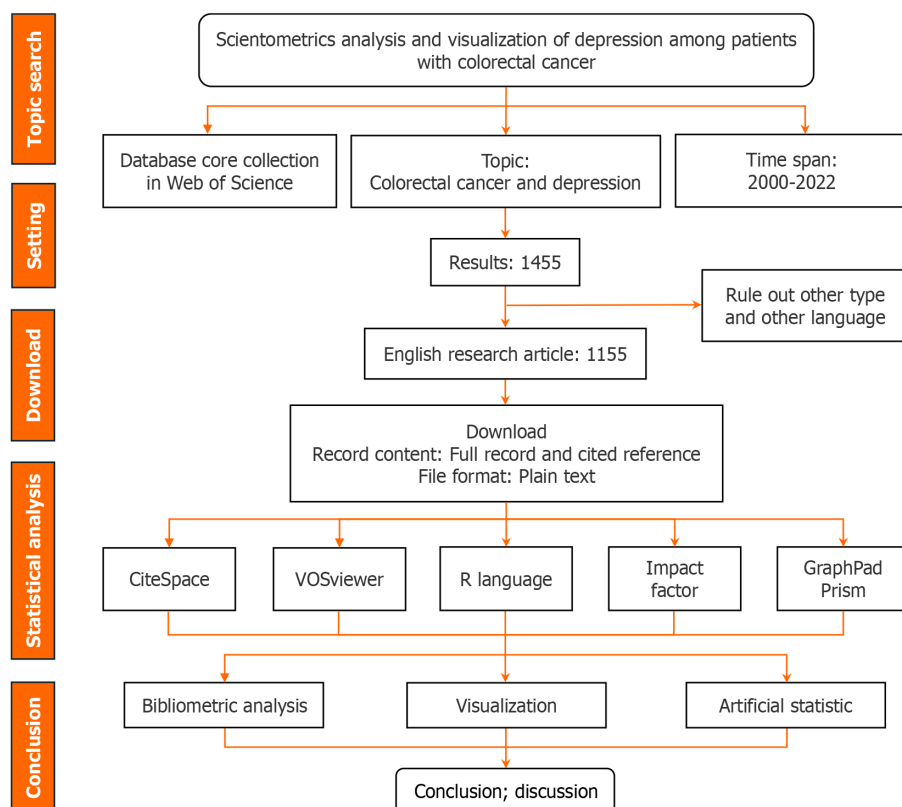 Topic search
Scientometrics analysis and visualization of depression among patients
with colorectal cancer
Database core collection
in Web of Science
Topic:
Colorectal cancer and depression
Time span:
2000-2022
Setting
Results: 1455
Rule out other type
and other language
Download
English research article: 1155
Download
Record content: Full record and cited reference
File format: Plain text
Statistical analysis
CiteSpace
VOSviewer
R language
Impact
factor
GraphPad
Prism
Conclusion
Bibliometric analysis
Visualization
Artificial statistic
Conclusion; discussion